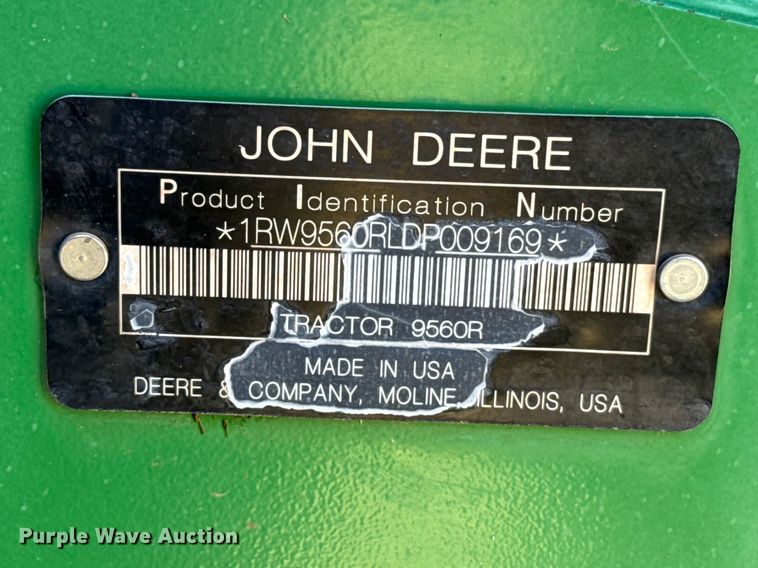 JOHN DEERE
Product Identification Number
*1RW9560RLDP009169*
TRACTOR 9560R
MADE IN USA
DEERE & COMPANY, MOLINE, ILLINOIS, USA
Purple Wave Auction